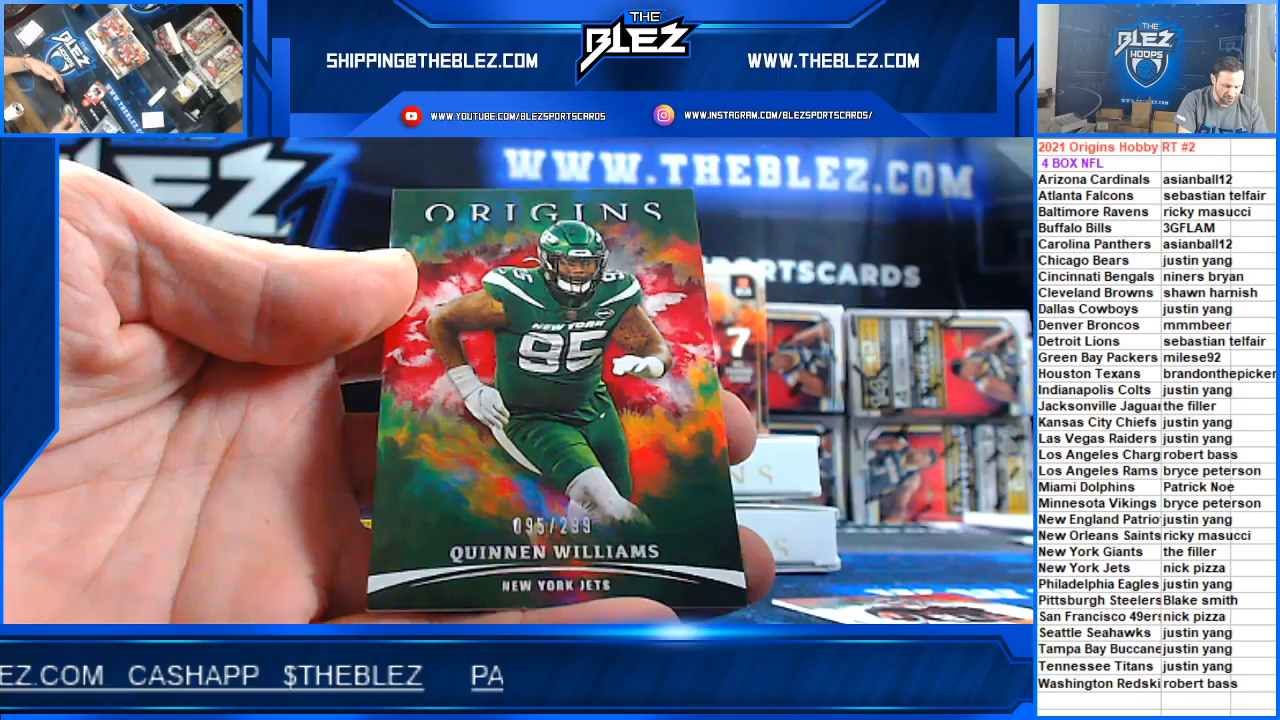 THE
BLEZ
SHIPPING@THEBLEZ.COM
WWW.THEBLEZ.COM
WWW.YOUTUBE.COM/BLEZSPORTSCARDS
WWW.INSTAGRAM.COM/BLEZSPORTSCARDS/
THE
BLEZ
HOOPS
WWW.THEBLEZ.COM
ORTSCARDS
ORIGINS
95
NEW YORK
95
7
095/299
QUINNEN WILLIAMS
NEW YORK JETS
2021 Origins Hobby RT #2
4 BOX NFL
Arizona Cardinals asianball12
Atlanta Falcons sebastian telfair
Baltimore Ravens ricky masucci
Buffalo Bills 3GFLAM
Carolina Panthers asianball12
Chicago Bears justin yang
Cincinnati Bengals niners bryan
Cleveland Browns shawn harnish
Dallas Cowboys justin yang
Denver Broncos mmmbeer
Detroit Lions sebastian telfair
Green Bay Packers milese92
Houston Texans brandonthepicker
Indianapolis Colts justin yang
Jacksonville Jaguar the filler
Kansas City Chiefs justin yang
Las Vegas Raiders justin yang
Los Angeles Charg robert bass
Los Angeles Rams bryce peterson
Miami Dolphins Patrick Noe
Minnesota Vikings bryce peterson
New England Patrio justin yang
New Orleans Saints ricky masucci
New York Giants the filler
New York Jets nick pizza
Philadelphia Eagles justin yang
Pittsburgh Steelers Blake smith
San Francisco 49ers nick pizza
Seattle Seahawks justin yang
Tampa Bay Buccane justin yang
Tennessee Titans justin yang
Washington Redski robert bass
EZ.COM CASHAPP $THEBLEZ PA